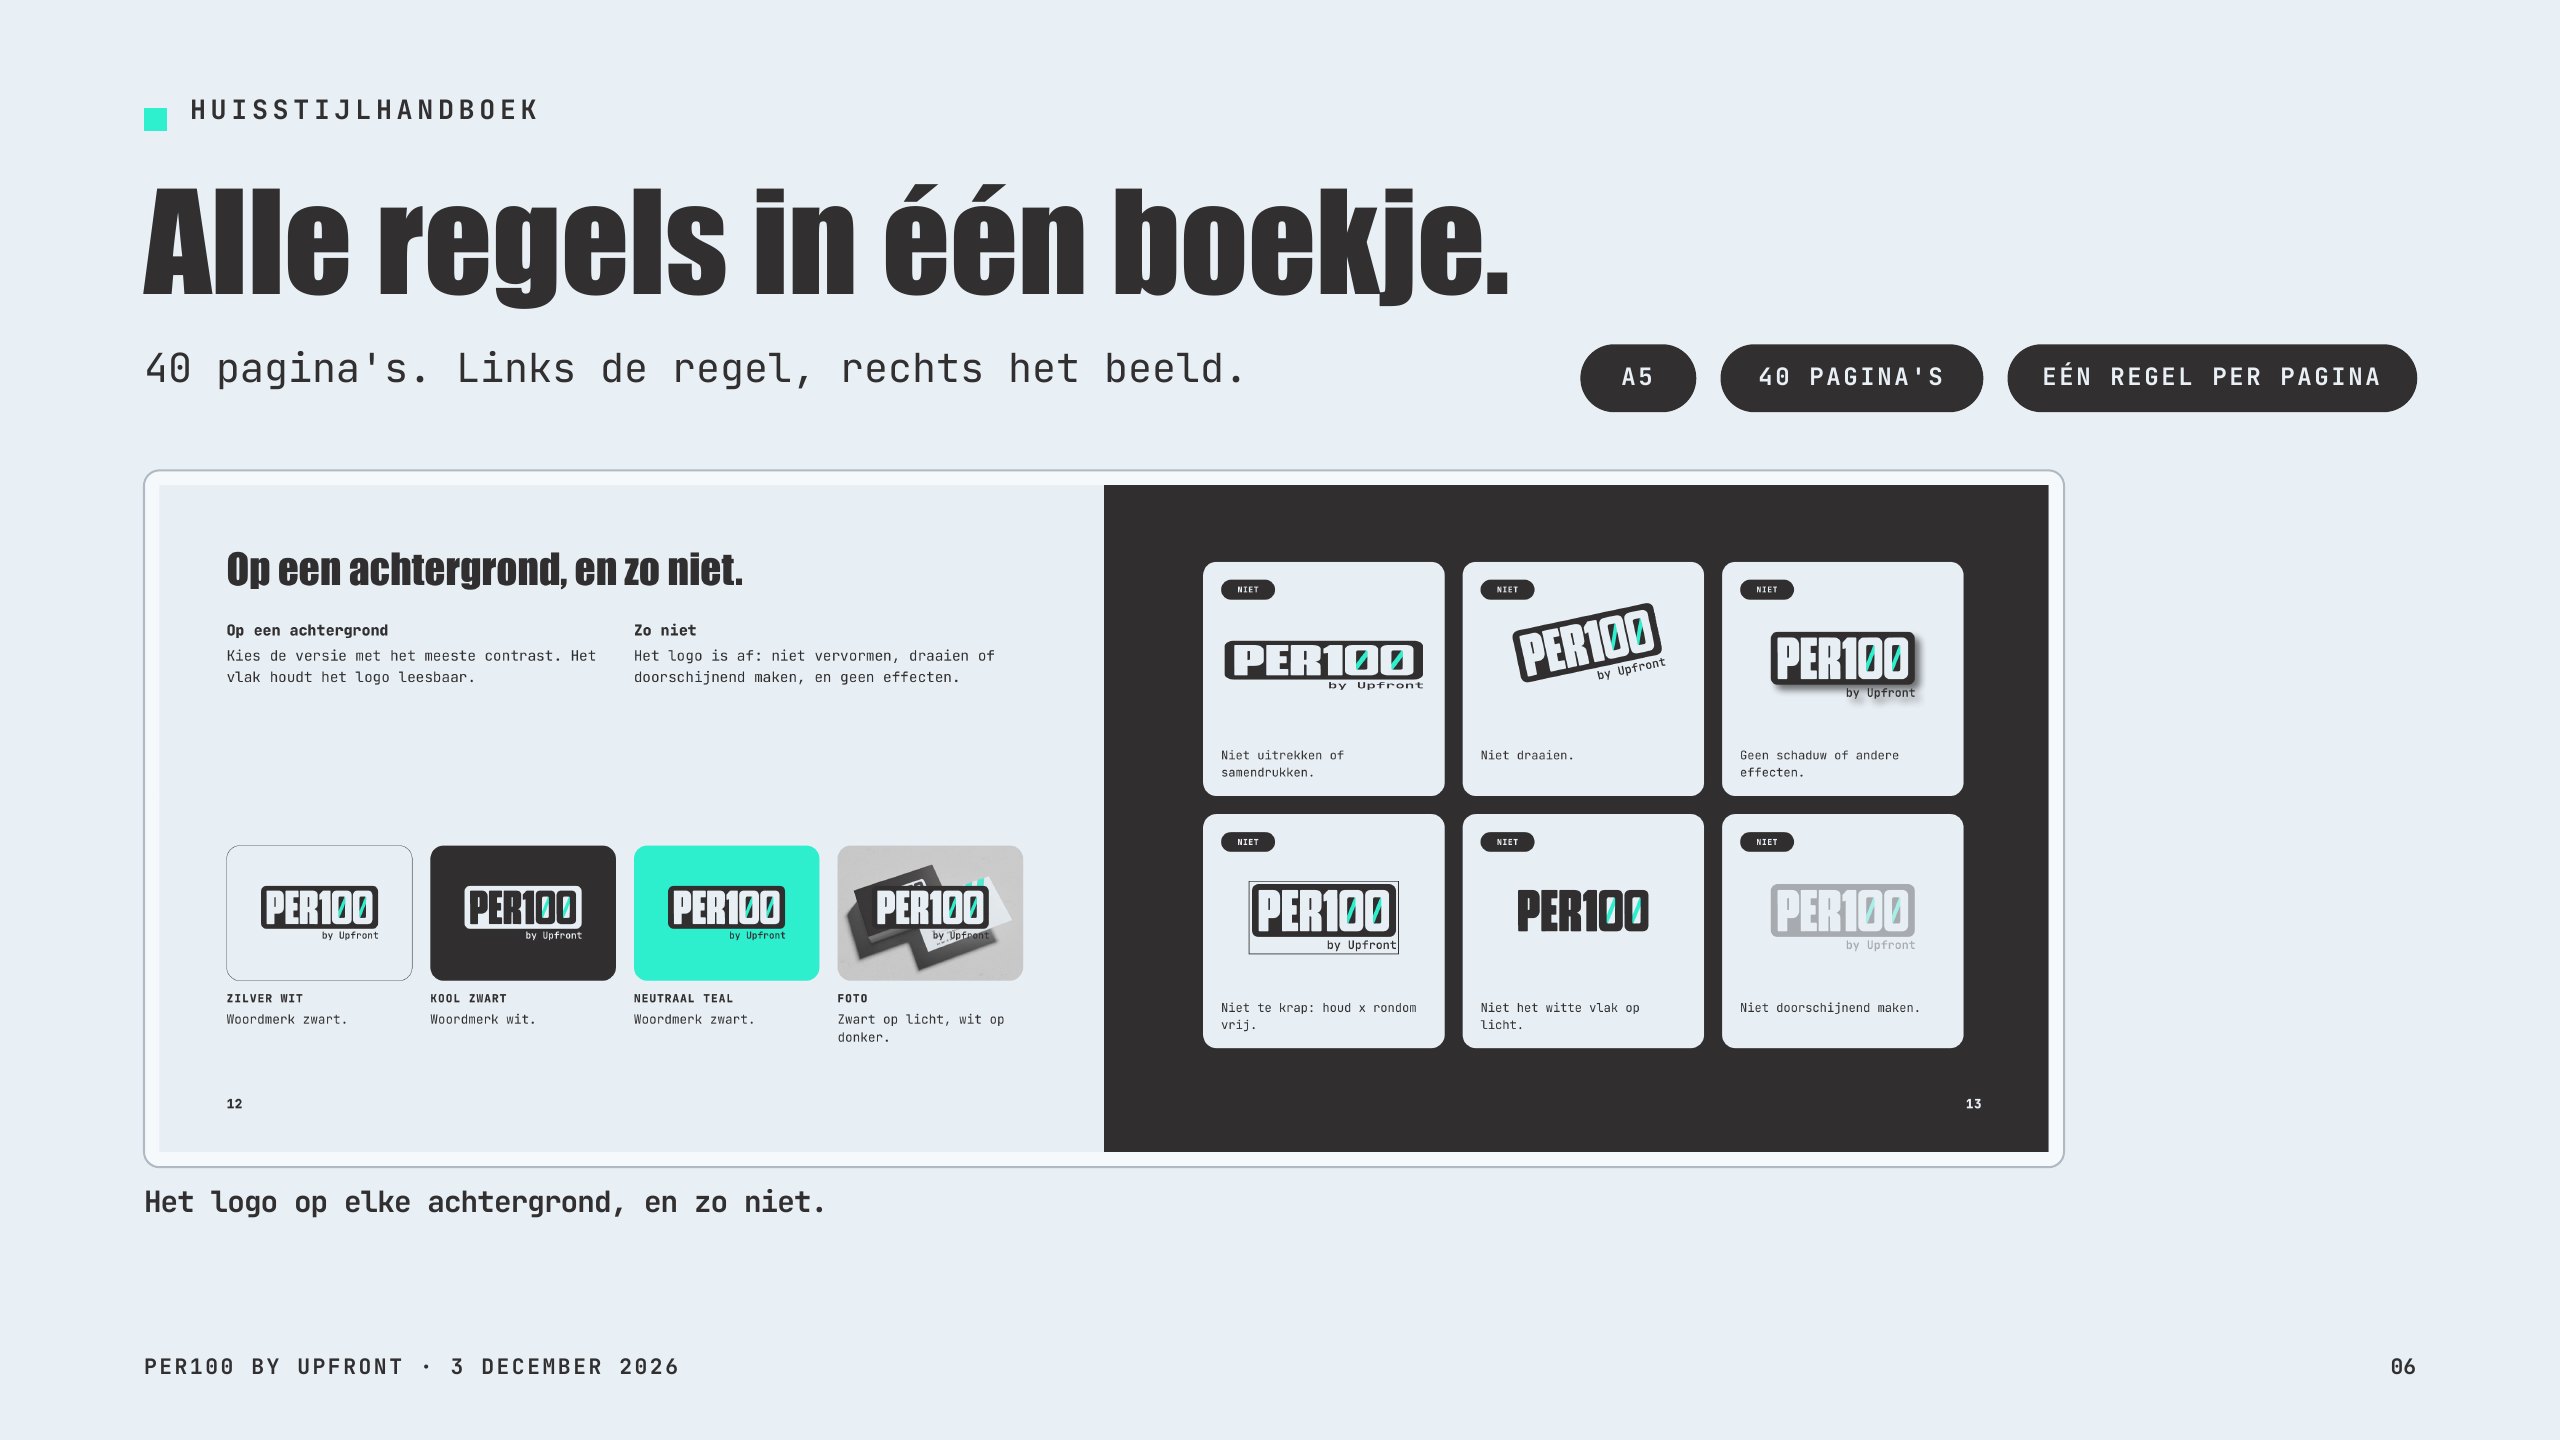 HUISSTIJLHANDBOEK
Alle regels in één boekje.
40 pagina's. Links de regel, rechts het beeld.
A5
40 PAGINA'S
EÉN REGEL PER PAGINA
Op een achtergrond, en zo niet.
Op een achtergrond
Kies de versie met het meeste contrast. Het
vlak houdt het logo leesbaar.
Zo niet
Het logo is af: niet vervormen, draaien of
doorschijnend maken, en geen effecten.
PER100
by Upfront
PER100
by Upfront
PER100
by Upfront
PER100
by Upfront
ZILVER WIT
Woordmerk zwart.
KOOL ZWART
Woordmerk wit.
NEUTRAAL TEAL
Woordmerk zwart.
FOTO
Zwart op licht, wit op
donker.
12
NIET
PER100
by Upfront
Niet uitrekken of
samendrukken.
NIET
PER100
by Upfront
Niet draaien.
NIET
PER100
by Upfront
Geen schaduw of andere
effecten.
NIET
PER100
by Upfront
Niet te krap: houd x rondom
vrij.
NIET
PER100
Niet het witte vlak op
licht.
NIET
PER100
by Upfront
Niet doorschijnend maken.
13
Het logo op elke achtergrond, en zo niet.
PER100 BY UPFRONT · 3 DECEMBER 2026
06